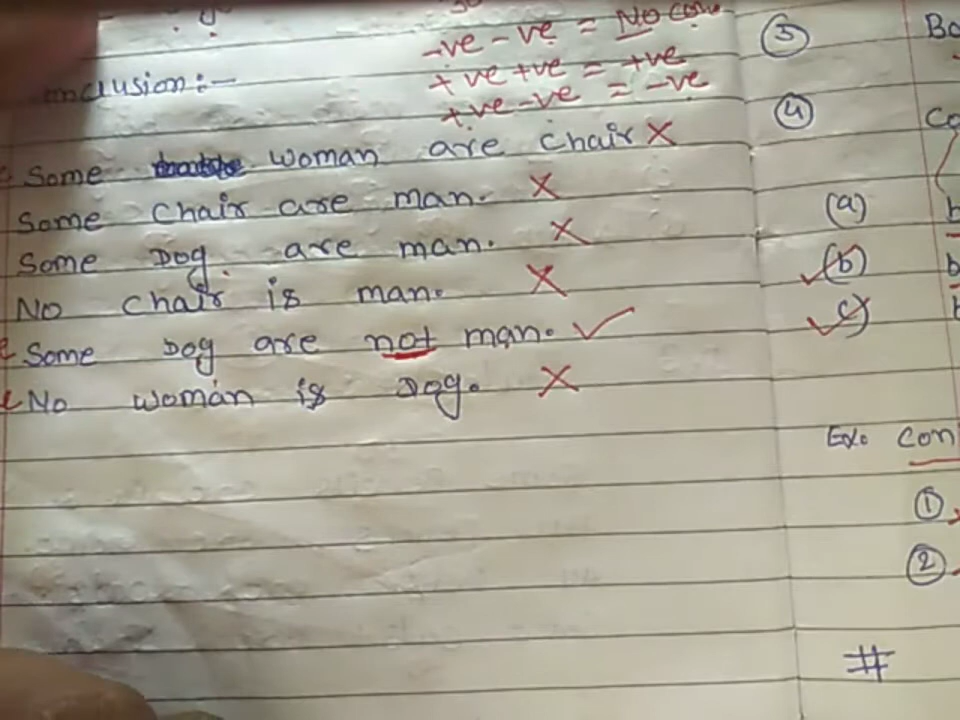 -ve -ve = No
nclusion:-
+ve +ve = +ve
+ve -ve = -ve
Some woman are chair ×
Some chair are man. ×
Some Dog are man. ×
No chair is man. ×
Some Dog are not man. ✓
No woman is Dog. ×
3
4
(a)
✓(b)
✓c)
Ex. Con
1
2
#